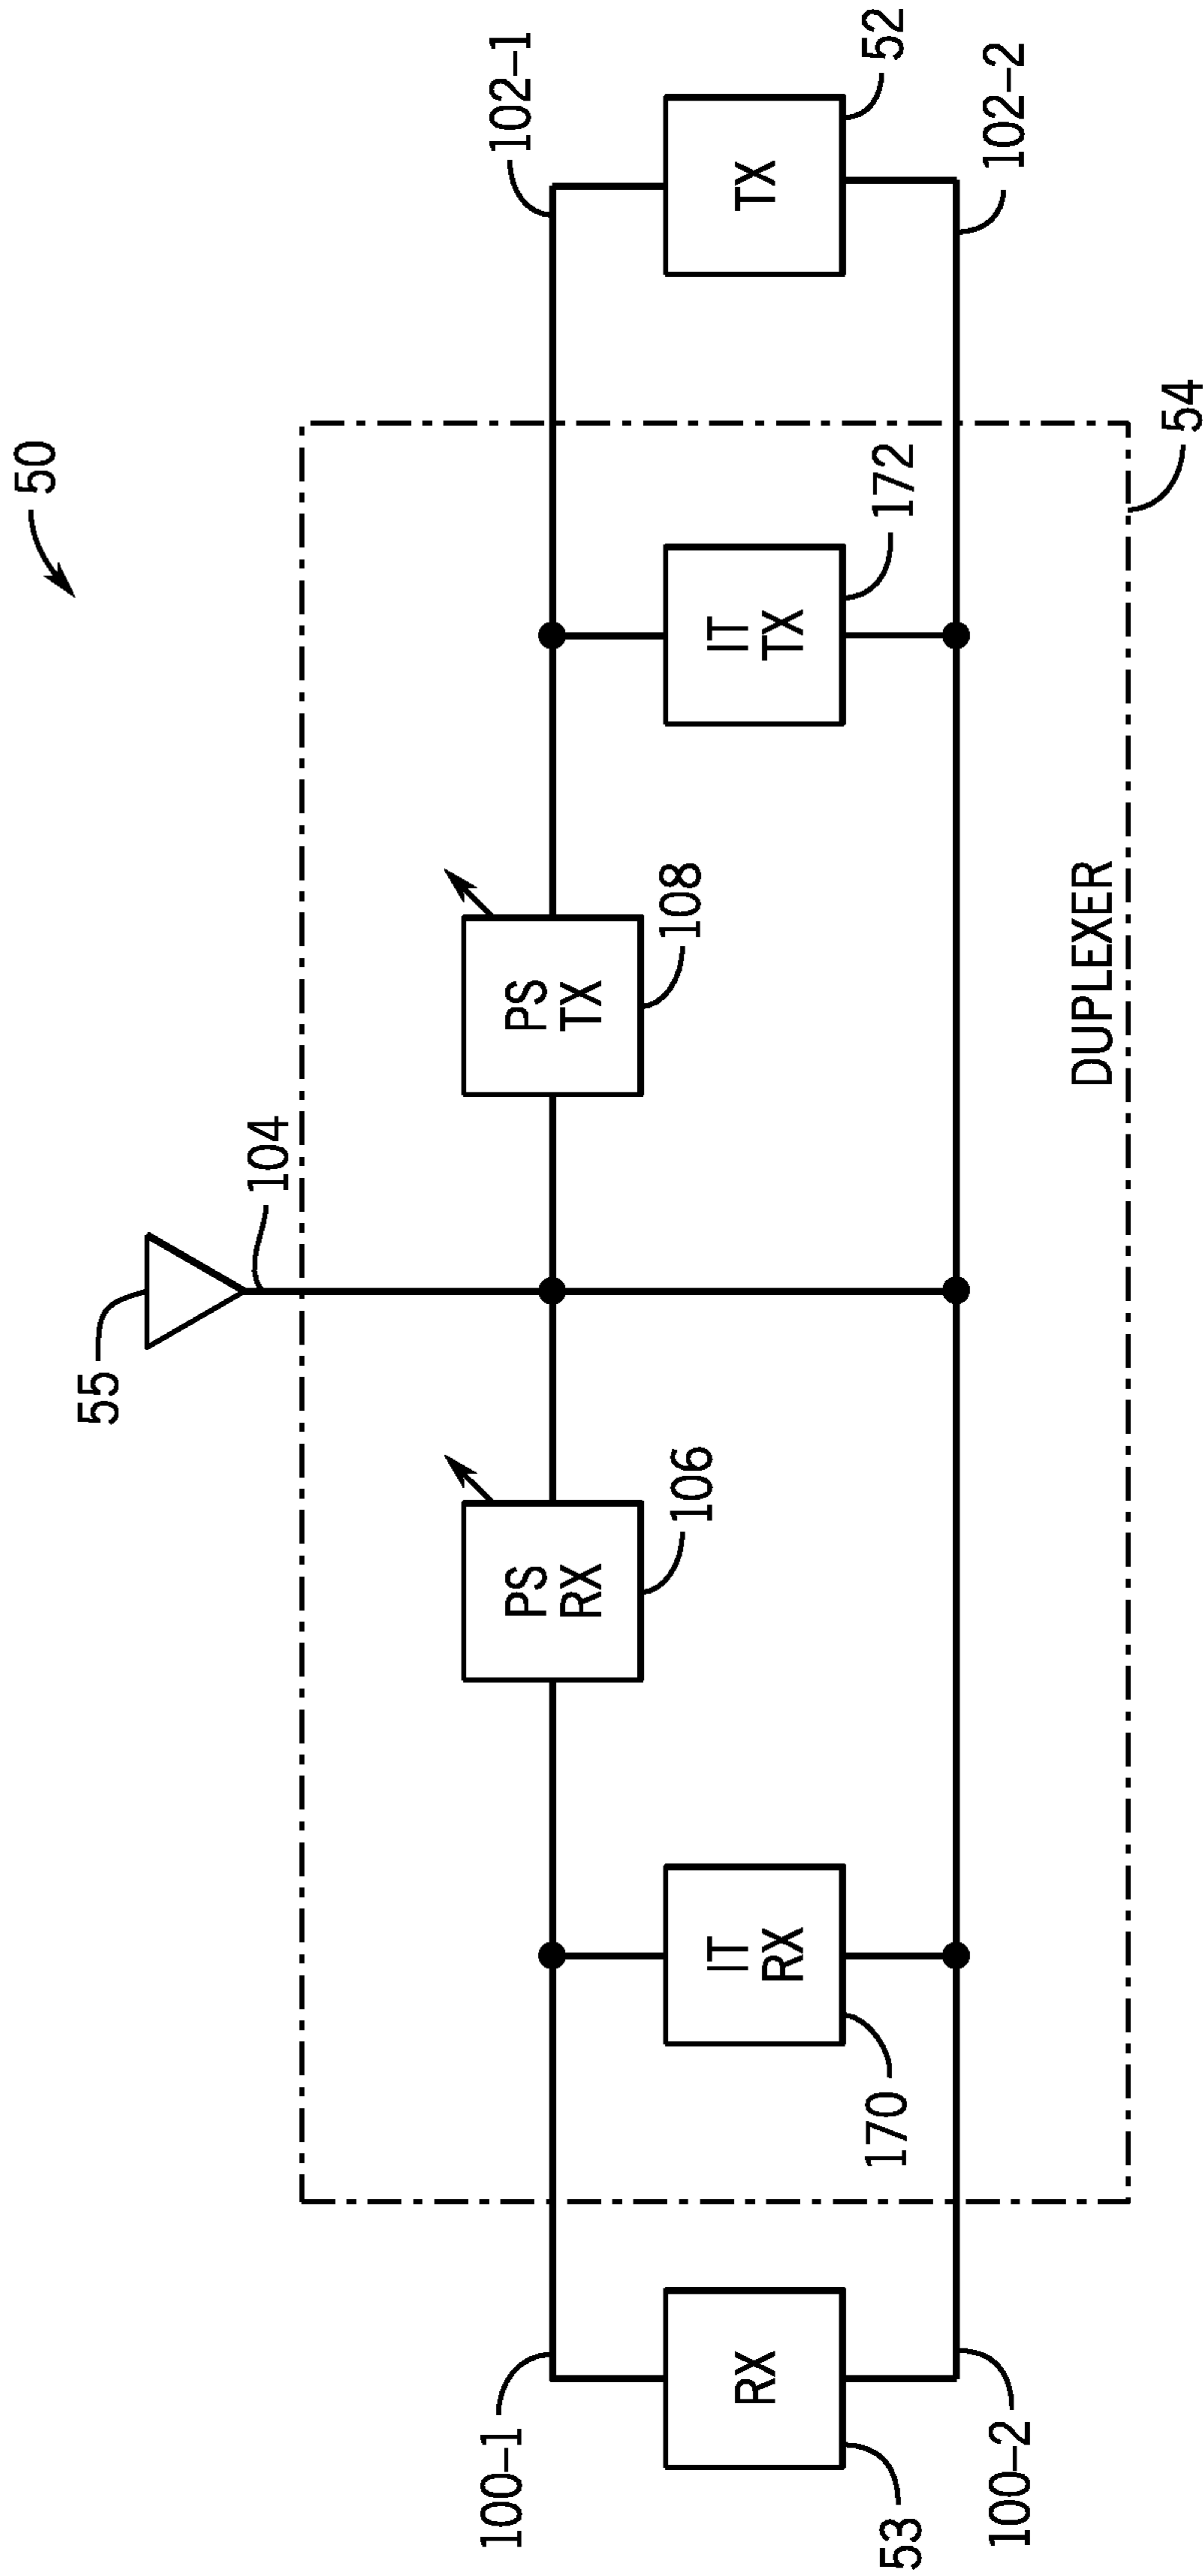 50
55
104
102–1
100–1
PS
RX
106
PS
TX
108
RX
53
IT
RX
170
IT
TX
172
TX
52
100–2
102–2
DUPLEXER
54